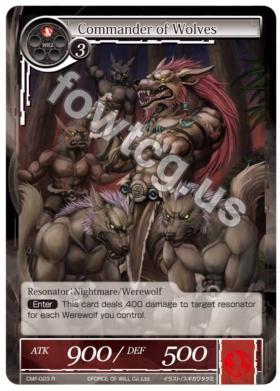 Commander of Wolves
WILL
3
fowtcg.us
Resonator: Nightmare/Werewolf
Enter This card deals 400 damage to target resonator
for each Werewolf you control.
ATK 900/ DEF 500
CMF-023 R ©FORCE OF WILL Co.,Ltd. イラスト/スギカワタクミ